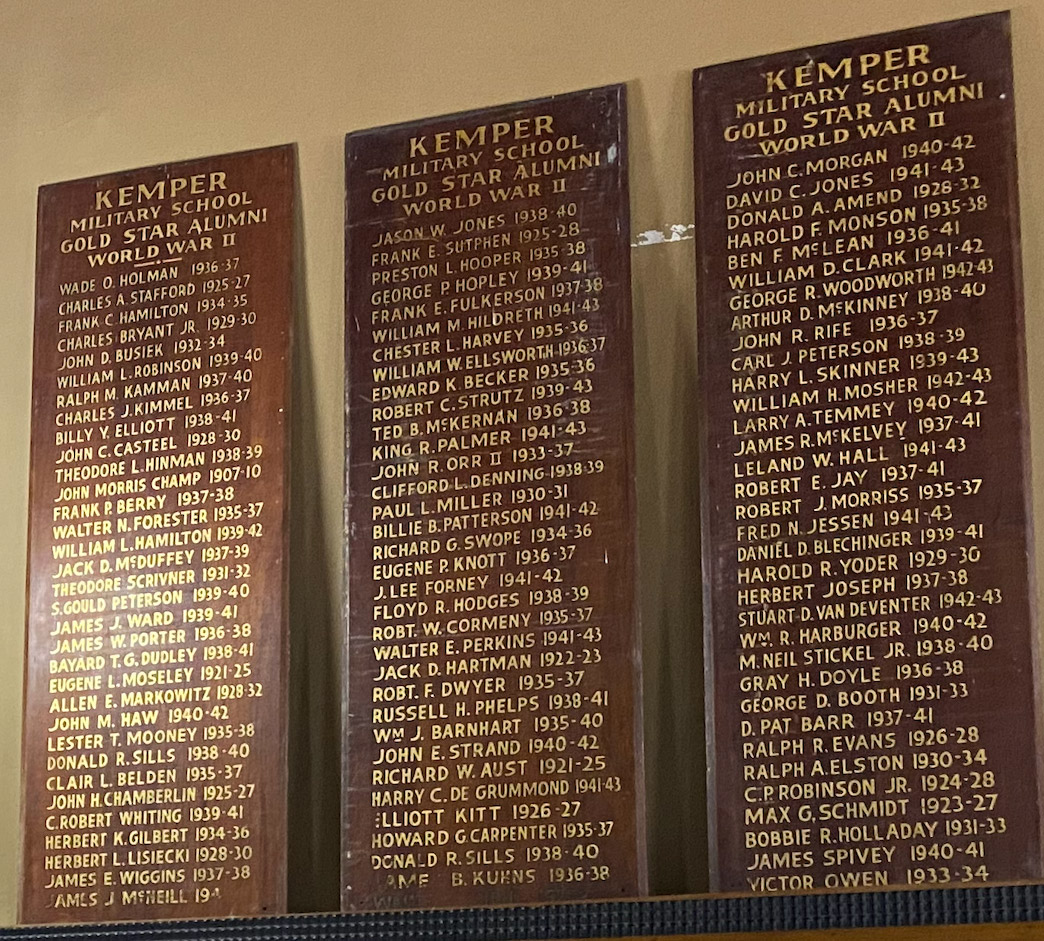 KEMPER
MILITARY SCHOOL
GOLD STAR ALUMNI
WORLD WAR II
WADE O. HOLMAN 1936-37
CHARLES A. STAFFORD 1925-27
FRANK C. HAMILTON 1934-35
CHARLES BRYANT JR. 1929-30
JOHN D. BUSIEK 1932-34
WILLIAM L. ROBINSON 1939-40
RALPH M. KAMMAN 1937-40
CHARLES J. KIMMEL 1936-37
BILLY Y. ELLIOTT 1938-41
JOHN C. CASTEEL 1928-30
THEODORE L. HINMAN 1938-39
JOHN MORRIS CHAMP 1907-10
FRANK P. BERRY 1937-38
WALTER N. FORESTER 1935-37
WILLIAM L. HAMILTON 1939-42
JACK D. McDUFFEY 1937-39
THEODORE SCRIVNER 1931-32
S. GOULD PETERSON 1939-40
JAMES J. WARD 1939-41
JAMES W. PORTER 1936-38
BAYARD T. G. DUDLEY 1938-41
EUGENE L. MOSELEY 1921-25
ALLEN E. MARKOWITZ 1928-32
JOHN M. HAW 1940-42
LESTER T. MOONEY 1935-38
DONALD R. SILLS 1938-40
CLAIR L. BELDEN 1935-37
JOHN H. CHAMBERLIN 1925-27
C. ROBERT WHITING 1939-41
HERBERT K. GILBERT 1934-36
HERBERT L. LISIECKI 1928-30
JAMES E. WIGGINS 1937-38
JAMES J McNEILL 194
KEMPER
MILITARY SCHOOL
GOLD STAR ALUMNI
WORLD WAR II
JASON W. JONES 1938-40
FRANK E. SUTPHEN 1925-28
PRESTON L. HOOPER 1935-38
GEORGE P. HOPLEY 1939-41
FRANK E. FULKERSON 1937-38
WILLIAM M. HILDRETH 1941-43
CHESTER L. HARVEY 1935-36
WILLIAM W. ELLSWORTH 1936-37
EDWARD K. BECKER 1935-36
ROBERT C. STRUTZ 1939-43
TED B. McKERNAN 1936-38
KING R. PALMER 1941-43
JOHN R. ORR II 1933-37
CLIFFORD L. DENNING 1938-39
PAUL L. MILLER 1930-31
BILLIE B. PATTERSON 1941-42
RICHARD G. SWOPE 1934-36
EUGENE P. KNOTT 1936-37
J. LEE FORNEY 1941-42
FLOYD R. HODGES 1938-39
ROBT. W. CORMENY 1935-37
WALTER E. PERKINS 1941-43
JACK D. HARTMAN 1922-23
ROBT. F. DWYER 1935-37
RUSSELL H. PHELPS 1938-41
WM J. BARNHART 1935-40
JOHN E. STRAND 1940-42
RICHARD W. AUST 1921-25
HARRY C. DE GRUMMOND 1941-43
ELLIOTT KITT 1926-27
HOWARD G. CARPENTER 1935-37
DONALD R. SILLS 1938-40
B. KUHNS 1936-38
KEMPER
MILITARY SCHOOL
GOLD STAR ALUMNI
WORLD WAR II
JOHN C. MORGAN 1940-42
DAVID C. JONES 1941-43
DONALD A. AMEND 1928-32
HAROLD F. MONSON 1935-38
BEN F. McLEAN 1936-41
WILLIAM D. CLARK 1941-42
GEORGE R. WOODWORTH 1942-43
ARTHUR D. McKINNEY 1938-40
JOHN R. RIFE 1936-37
CARL J. PETERSON 1938-39
HARRY L. SKINNER 1939-43
WILLIAM H. MOSHER 1942-43
LARRY A. TEMMEY 1940-42
JAMES R. McKELVEY 1937-41
LELAND W. HALL 1941-43
ROBERT E. JAY 1937-41
ROBERT J. MORRISS 1935-37
FRED N. JESSEN 1941-43
DANIEL D. BLECHINGER 1939-41
HAROLD R. YODER 1929-30
HERBERT JOSEPH 1937-38
STUART D. VAN DEVENTER 1942-43
WM. R. HARBURGER 1940-42
M. NEIL STICKEL JR. 1938-40
GRAY H. DOYLE 1936-38
GEORGE D. BOOTH 1931-33
D. PAT BARR 1937-41
RALPH R. EVANS 1926-28
RALPH A. ELSTON 1930-34
C. P. ROBINSON JR. 1924-28
MAX G. SCHMIDT 1923-27
BOBBIE R. HOLLADAY 1931-33
JAMES SPIVEY 1940-41
VICTOR OWEN 1933-34